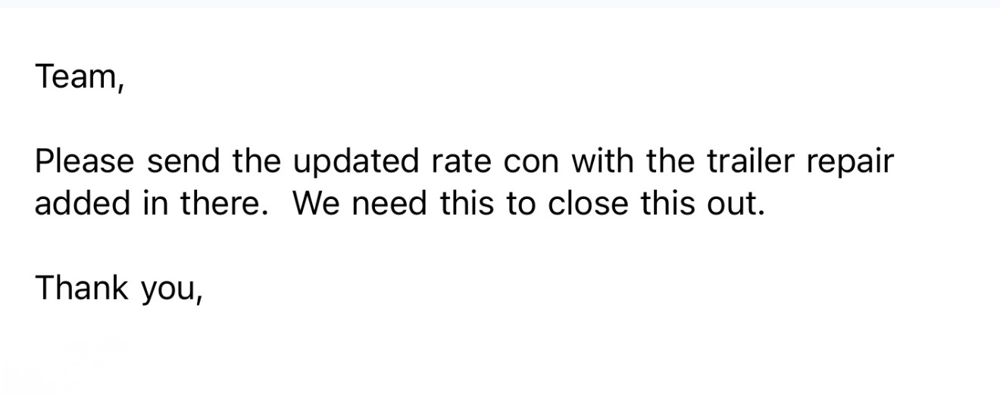 Team,
Please send the updated rate con with the trailer repair
added in there.  We need this to close this out.
Thank you,